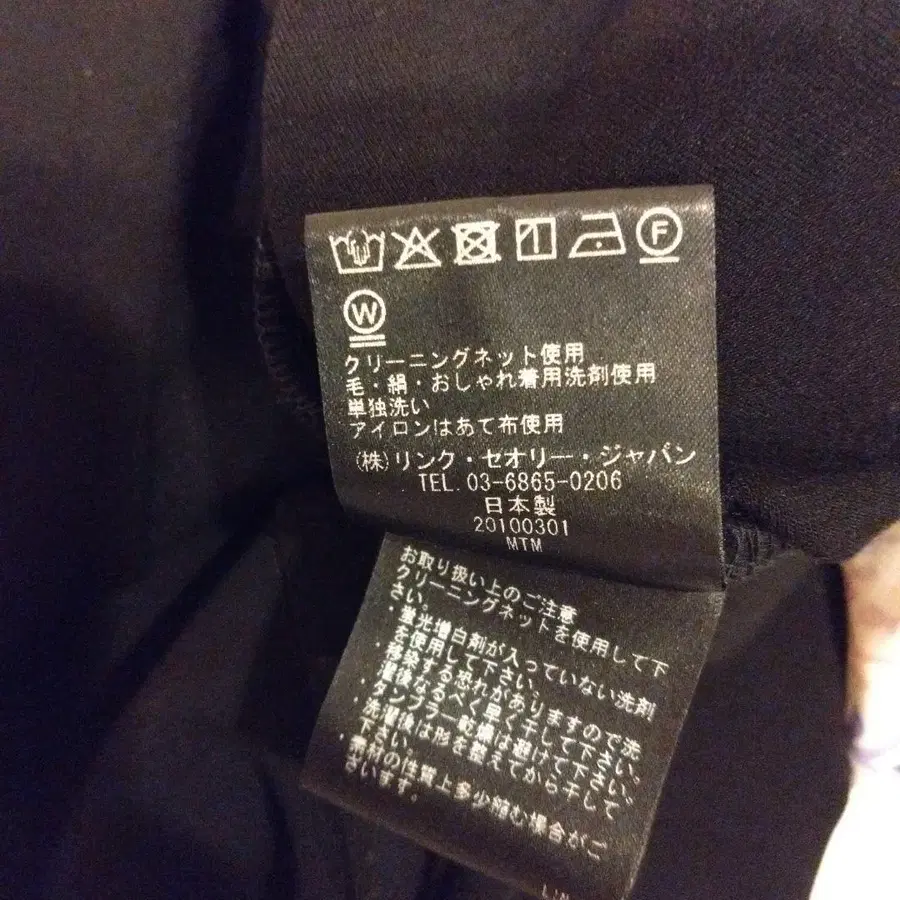 F
W
クリーニングネット使用
毛・絹・おしゃれ着用洗剤使用
単独洗い
アイロンはあて布使用
(株)リンク・セオリー・ジャパン
TEL. 03-6865-0206
日本製
20100301
MTM
お取り扱い上のご注意
クリーニングネットを使用して下
さい。
・蛍光増白剤が入っていない洗剤
を使用して下さい。
・移染する恐れがありますので洗
濯後なるべく早く干して下さい。
・タンブラー乾燥は避けて下さい。
・洗濯後は形を整えてから干して
下さい。
・素材の性質上多少縮む場合がご
ざいます。